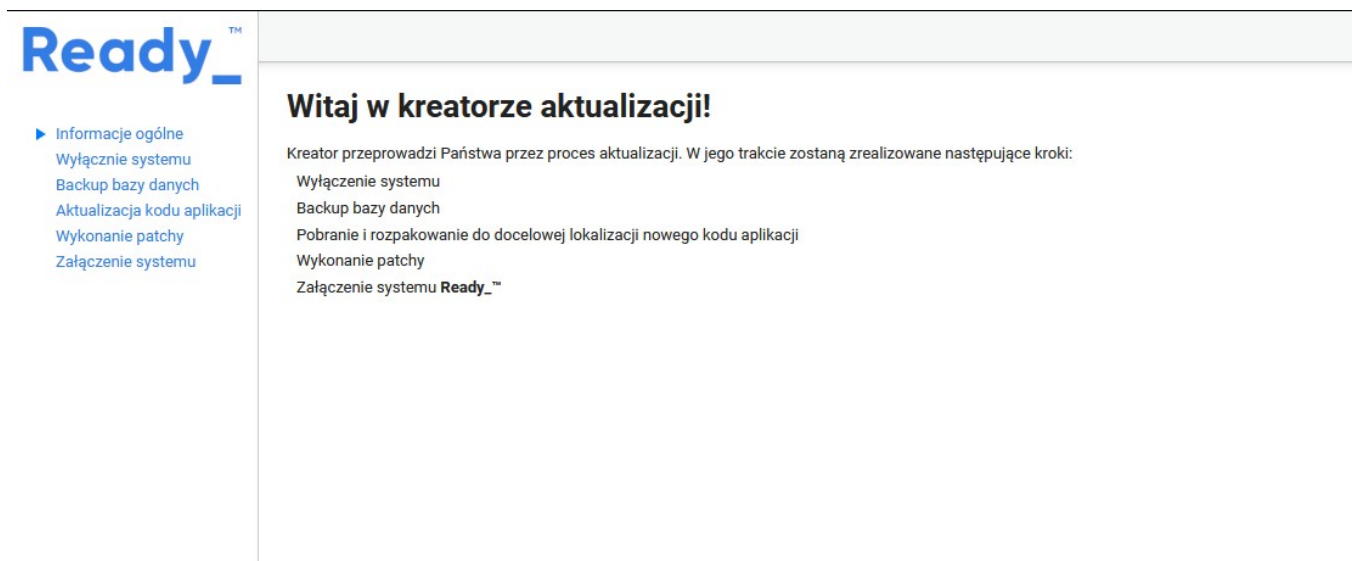 Ready_™
Informacje ogólne
Wyłącznie systemu
Backup bazy danych
Aktualizacja kodu aplikacji
Wykonanie patchy
Załączenie systemu
Witaj w kreatorze aktualizacji!
Kreator przeprowadzi Państwa przez proces aktualizacji. W jego trakcie zostaną zrealizowane następujące kroki:
Wyłączenie systemu
Backup bazy danych
Pobranie i rozpakowanie do docelowej lokalizacji nowego kodu aplikacji
Wykonanie patchy
Załączenie systemu Ready_™